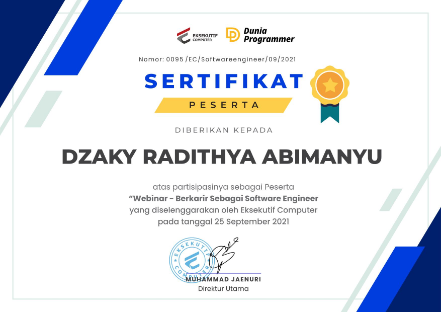 EKSEKUTIF
COMPUTER
Dunia
Programmer
Nomor: 0095/EC/Softwareengineer/09/2021
SERTIFIKAT
PESERTA
DIBERIKAN KEPADA
DZAKY RADITHYA ABIMANYU
atas partisipasinya sebagai Peserta
"Webinar - Berkarir Sebagai Software Engineer
yang diselenggarakan oleh Eksekutif Computer
pada tanggal 25 September 2021
EKSEKUTIF
COMPUTER
MUHAMMAD JAENURI
Direktur Utama